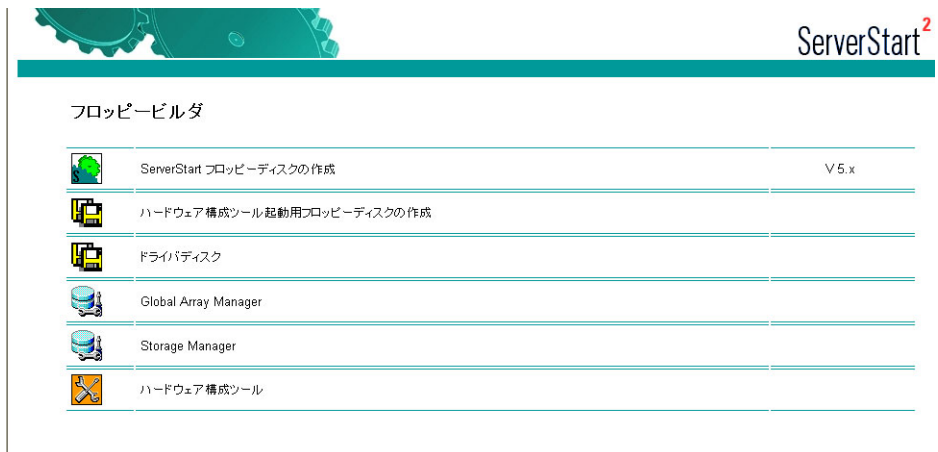 ServerStart2
フロッピービルダ
ServerStart フロッピーディスクの作成 V5.x
ハードウェア構成ツール起動用フロッピーディスクの作成
ドライバディスク
Global Array Manager
Storage Manager
ハードウェア構成ツール